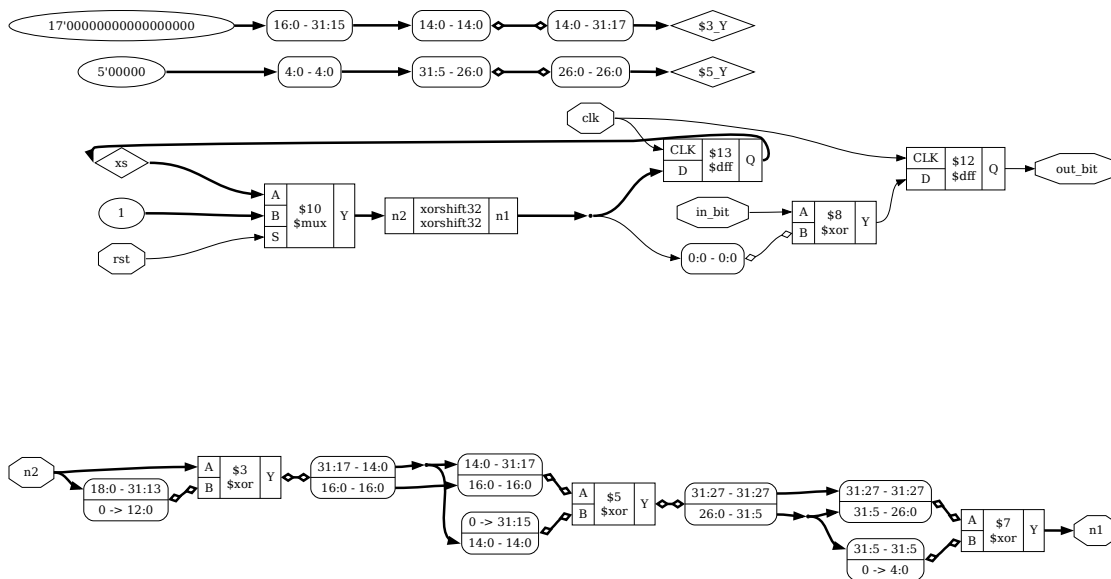 17'00000000000000000
16:0 - 31:15
14:0 - 14:0
14:0 - 31:17
$3_Y
5'00000
4:0 - 4:0
31:5 - 26:0
26:0 - 26:0
$5_Y
clk
xs
CLK
D
$13
$dff
Q
CLK
D
$12
$dff
Q
out_bit
1
A
B
S
$10
$mux
Y
n2
xorshift32
xorshift32
n1
in_bit
A
B
$8
$xor
Y
rst
0:0 - 0:0
n2
18:0 - 31:13
0 -> 12:0
A
B
$3
$xor
Y
31:17 - 14:0
16:0 - 16:0
14:0 - 31:17
16:0 - 16:0
0 -> 31:15
14:0 - 14:0
A
B
$5
$xor
Y
31:27 - 31:27
26:0 - 31:5
31:27 - 31:27
31:5 - 26:0
31:5 - 31:5
0 -> 4:0
A
B
$7
$xor
Y
n1